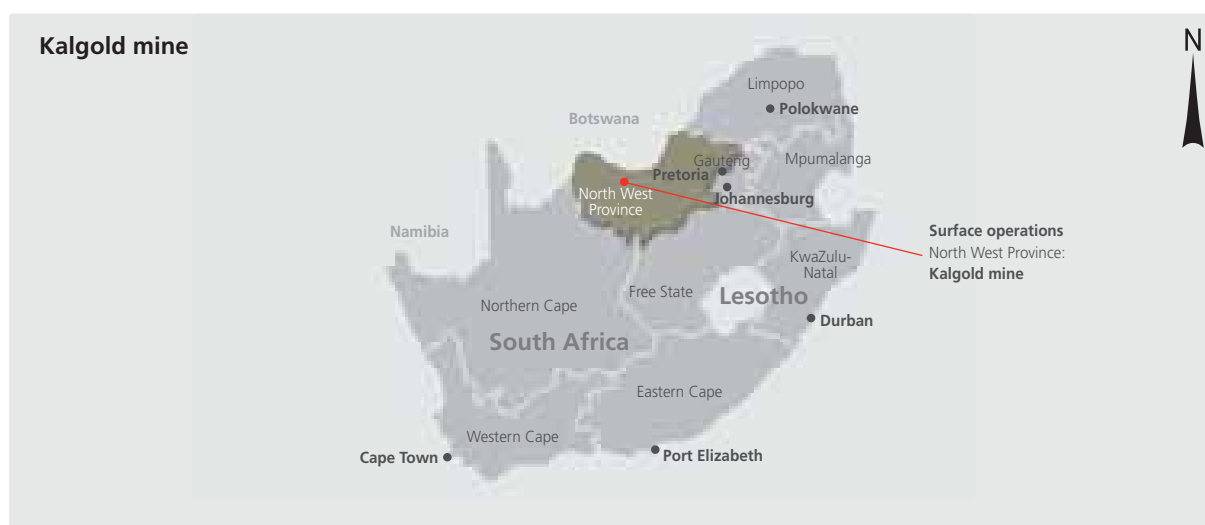 Kalgold mine
N
Limpopo
Polokwane
Botswana
Gauteng
Mpumalanga
Pretoria
North West
Province
Johannesburg
Namibia
Surface operations
North West Province:
Kalgold mine
KwaZulu-
Natal
Free State
Lesotho
Northern Cape
Durban
South Africa
Eastern Cape
Western Cape
Cape Town
Port Elizabeth